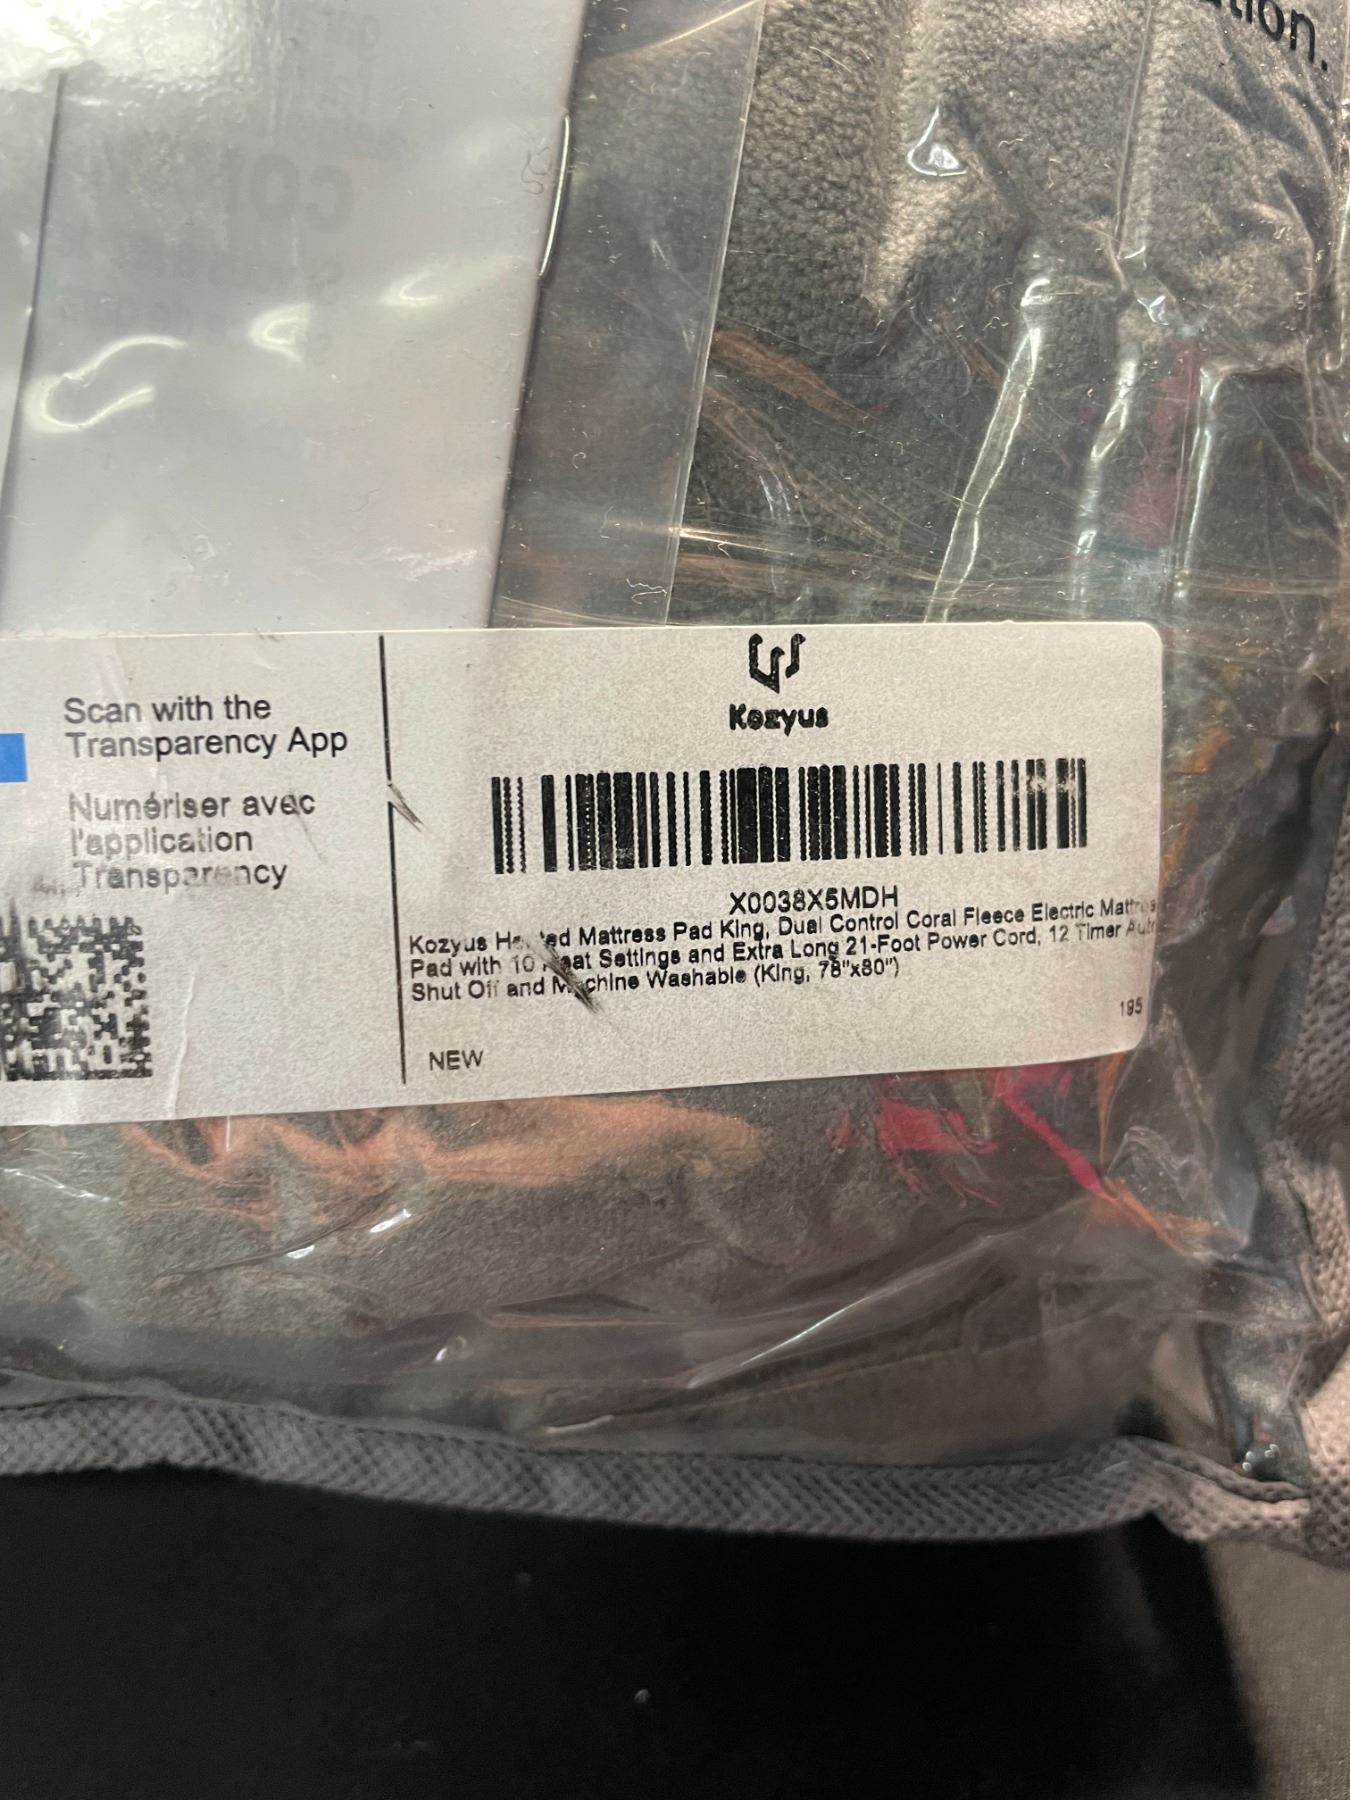 Scan with the
Transparency App
Numériser avec
l'application
Transparency
Kozyus
X0038X5MDH
Kozyus Heated Mattress Pad King, Dual Control Coral Fleece Electric Mattress
Pad with 10 Heat Settings and Extra Long 21-Foot Power Cord, 12 Timer Auto
Shut Off and Machine Washable (King, 78"x80")
195
NEW